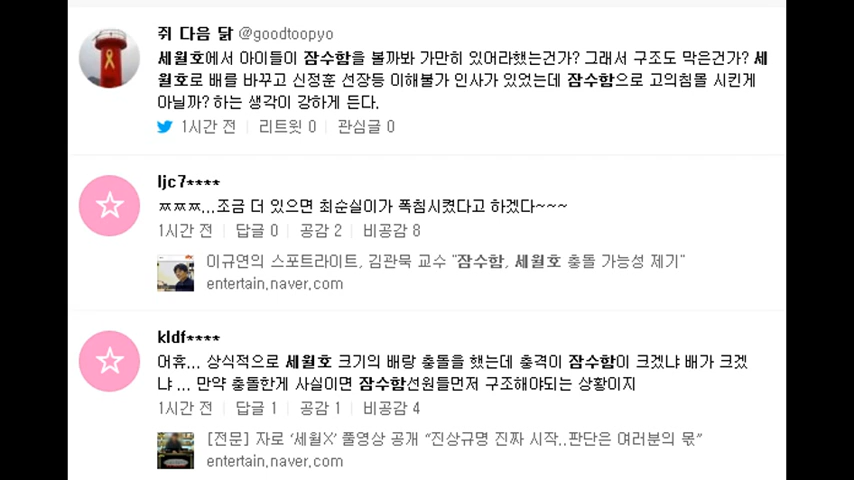 쥐 다음 닭 @goodtoopyo
세월호에서 아이들이 잠수함을 볼까봐 가만히 있어라했는건가? 그래서 구조도 막은건가? 세
월호로 배를 바꾸고 신정훈 선장등 이해불가 인사가 있었는데 잠수함으로 고의침몰 시킨게
아닐까? 하는 생각이 강하게 든다.
1시간 전 | 리트윗 0 | 관심글 0
ljc7****
ㅉㅉㅉ...조금 더 있으면 최순실이가 폭침시켰다고 하겠다~~~
1시간 전 | 답글 0 | 공감 2 | 비공감 8
이규연의 스포트라이트, 김관묵 교수 "잠수함, 세월호 충돌 가능성 제기"
entertain.naver.com
kldf****
어휴... 상식적으로 세월호 크기의 배랑 충돌을 했는데 충격이 잠수함이 크겠냐 배가 크겠
냐 ... 만약 충돌한게 사실이면 잠수함선원들먼저 구조해야되는 상황이지
1시간 전 | 답글 1 | 공감 1 | 비공감 4
[전문] 자로 ‘세월X’ 풀영상 공개 “진상규명 진짜 시작..판단은 여러분의 몫”
entertain.naver.com